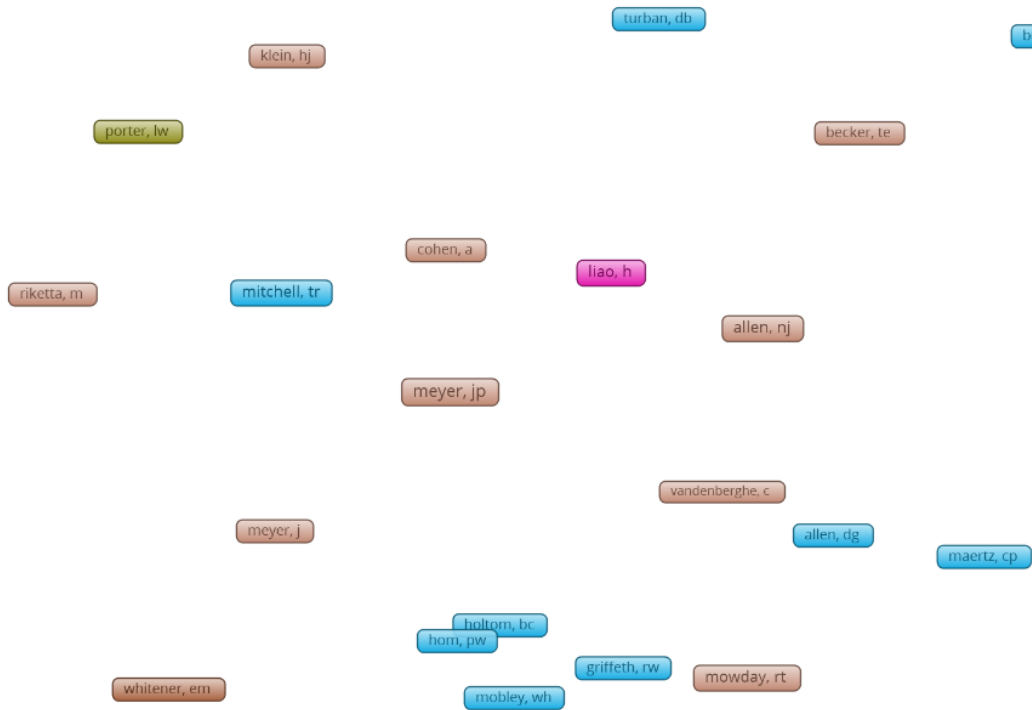 turban, db
klein, hj
porter, lw
becker, te
cohen, a
liao, h
riketta, m
mitchell, tr
allen, nj
meyer, jp
vandenberghe, c
meyer, j
allen, dg
maertz, cp
holtom, bc
hom, pw
griffeth, rw
mowday, rt
whitener, em
mobley, wh